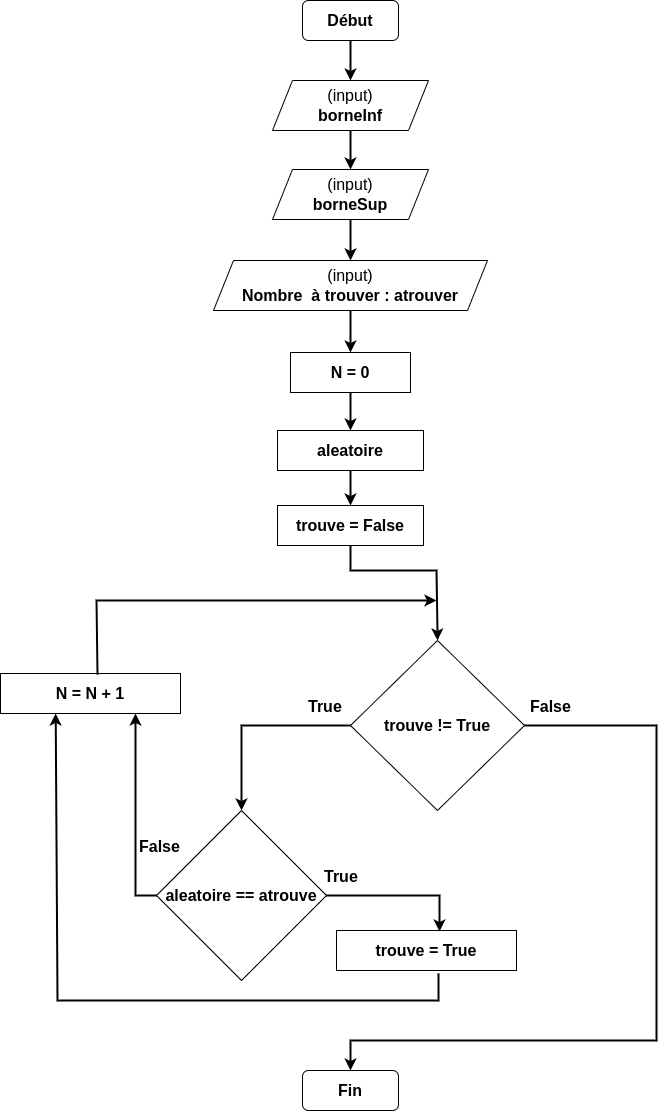 Début
(input)
borneInf
(input)
borneSup
(input)
Nombre à trouver : atrouver
N = 0
aleatoire
trouve = False
N = N + 1
True
False
trouve != True
False
True
aleatoire == atrouve
trouve = True
Fin